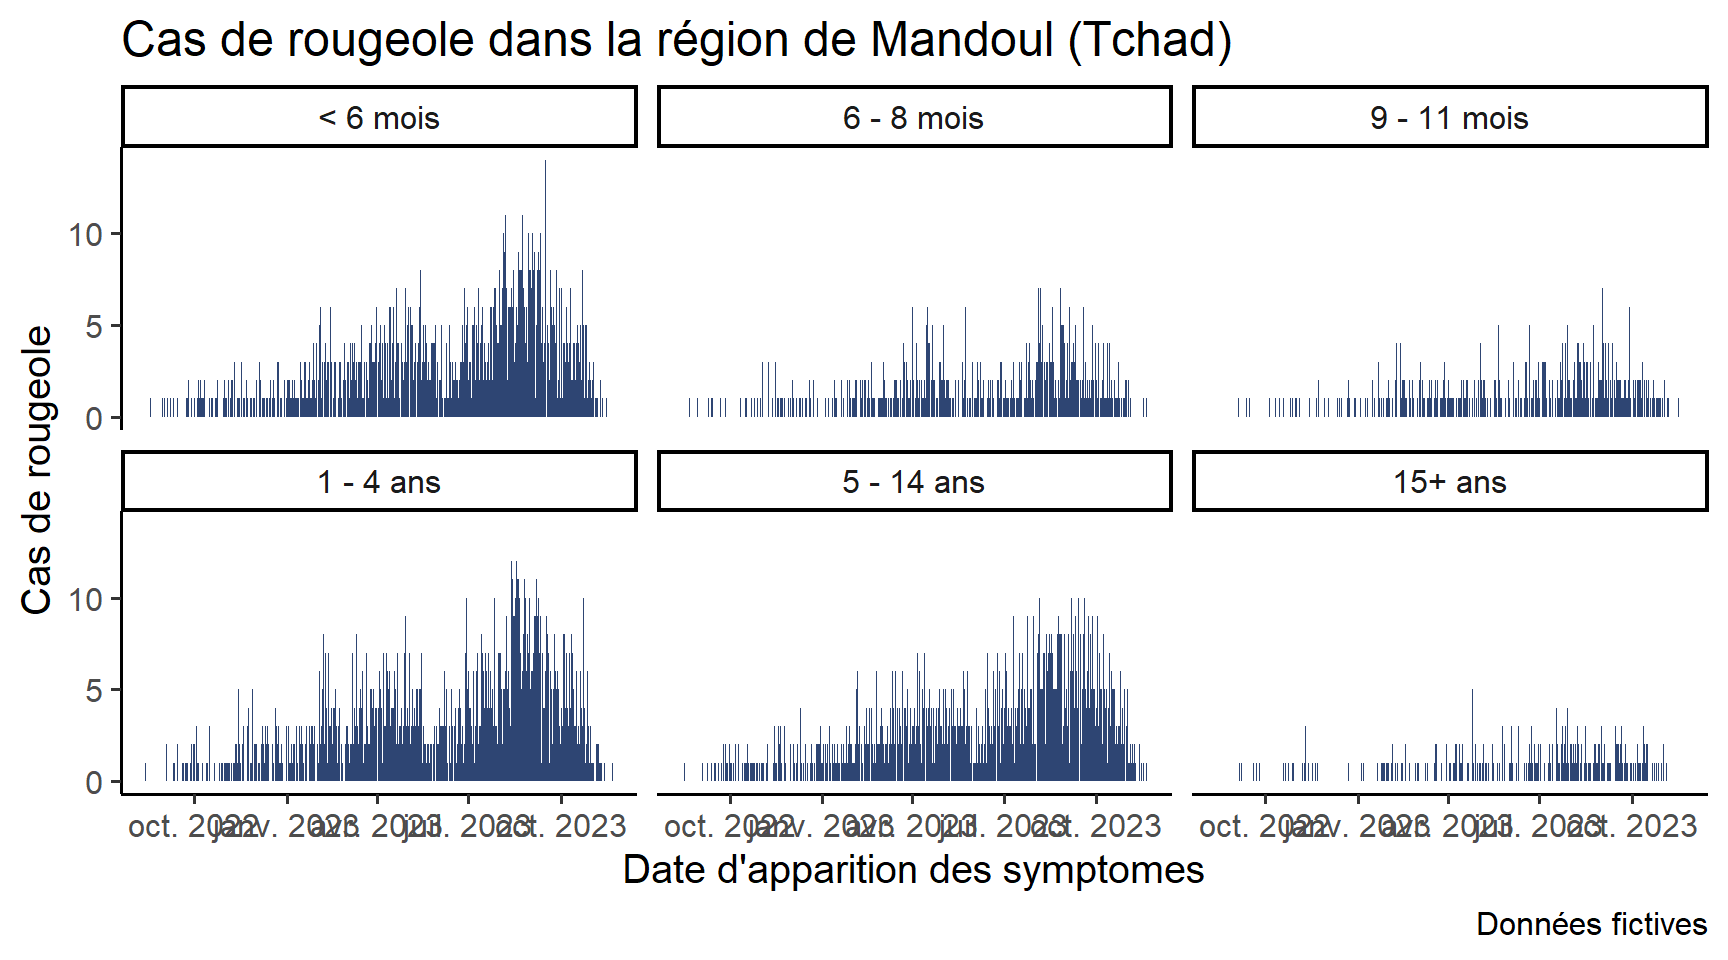 Cas de rougeole dans la région de Mandoul (Tchad)
< 6 mois
6 - 8 mois
9 - 11 mois
10
5
0
1 - 4 ans
5 - 14 ans
15+ ans
10
5
0
Cas de rougeole
oct. 2022 janv. 2023 avr. 2023 juil. 2023 oct. 2023
oct. 2022 janv. 2023 avr. 2023 juil. 2023 oct. 2023
oct. 2022 janv. 2023 avr. 2023 juil. 2023 oct. 2023
Date d'apparition des symptomes
Données fictives